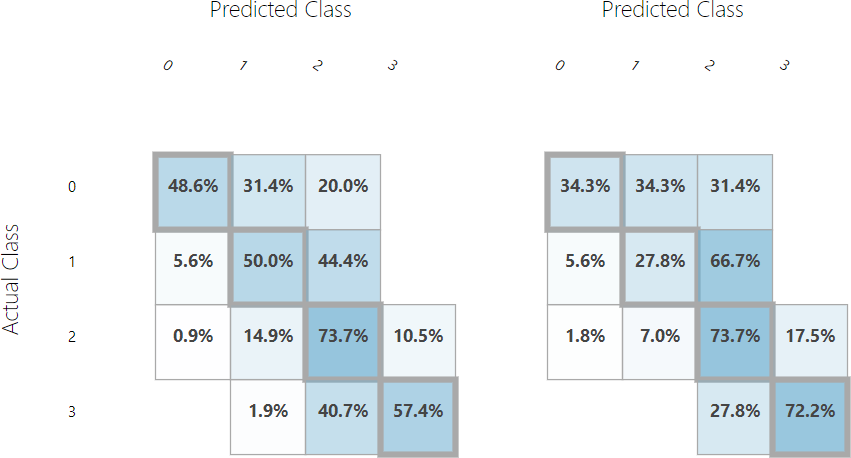 Predicted Class Predicted Class
0 1 2 3 0 1 2 3
Actual Class
0 48.6% 31.4% 20.0% 34.3% 34.3% 31.4%
1 5.6% 50.0% 44.4% 5.6% 27.8% 66.7%
2 0.9% 14.9% 73.7% 10.5% 1.8% 7.0% 73.7% 17.5%
3 1.9% 40.7% 57.4% 27.8% 72.2%